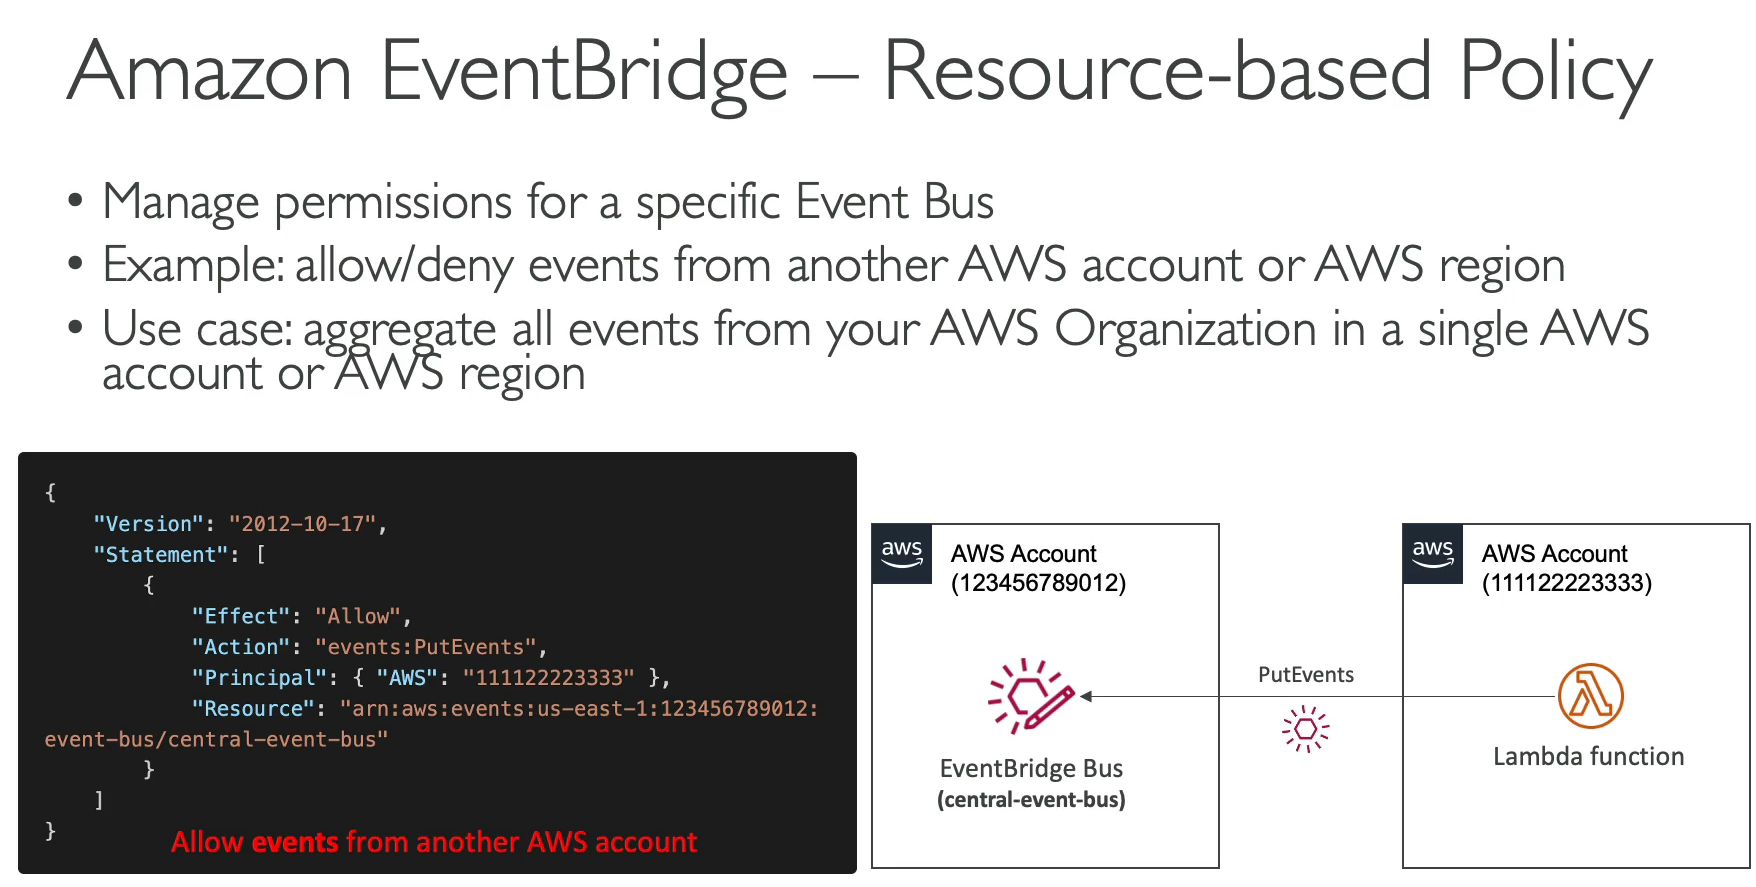 Amazon EventBridge – Resource-based Policy
• Manage permissions for a specific Event Bus
• Example: allow/deny events from another AWS account or AWS region
• Use case: aggregate all events from your AWS Organization in a single AWS
account or AWS region
{
    "Version": "2012-10-17",
    "Statement": [
        {
            "Effect": "Allow",
            "Action": "events:PutEvents",
            "Principal": { "AWS": "111122223333" },
            "Resource": "arn:aws:events:us-east-1:123456789012:
event-bus/central-event-bus"
        }
    ]
}
Allow events from another AWS account
aws
AWS Account
(123456789012)
EventBridge Bus
(central-event-bus)
PutEvents
aws
AWS Account
(111122223333)
Lambda function